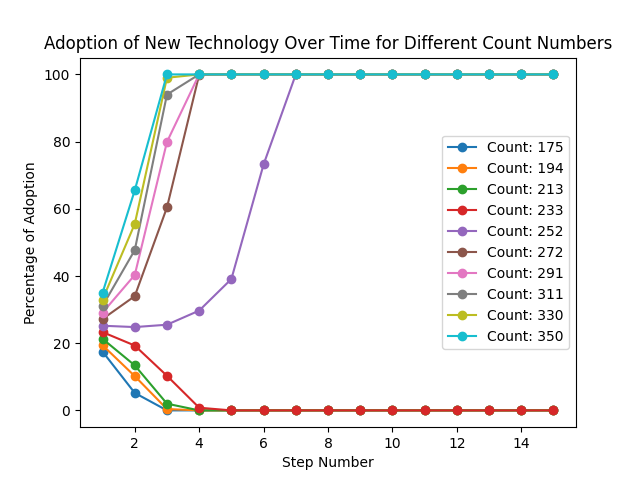 Adoption of New Technology Over Time for Different Count Numbers
100
80
60
40
20
0
Percentage of Adoption
Count: 175
Count: 194
Count: 213
Count: 233
Count: 252
Count: 272
Count: 291
Count: 311
Count: 330
Count: 350
2 4 6 8 10 12 14
Step Number